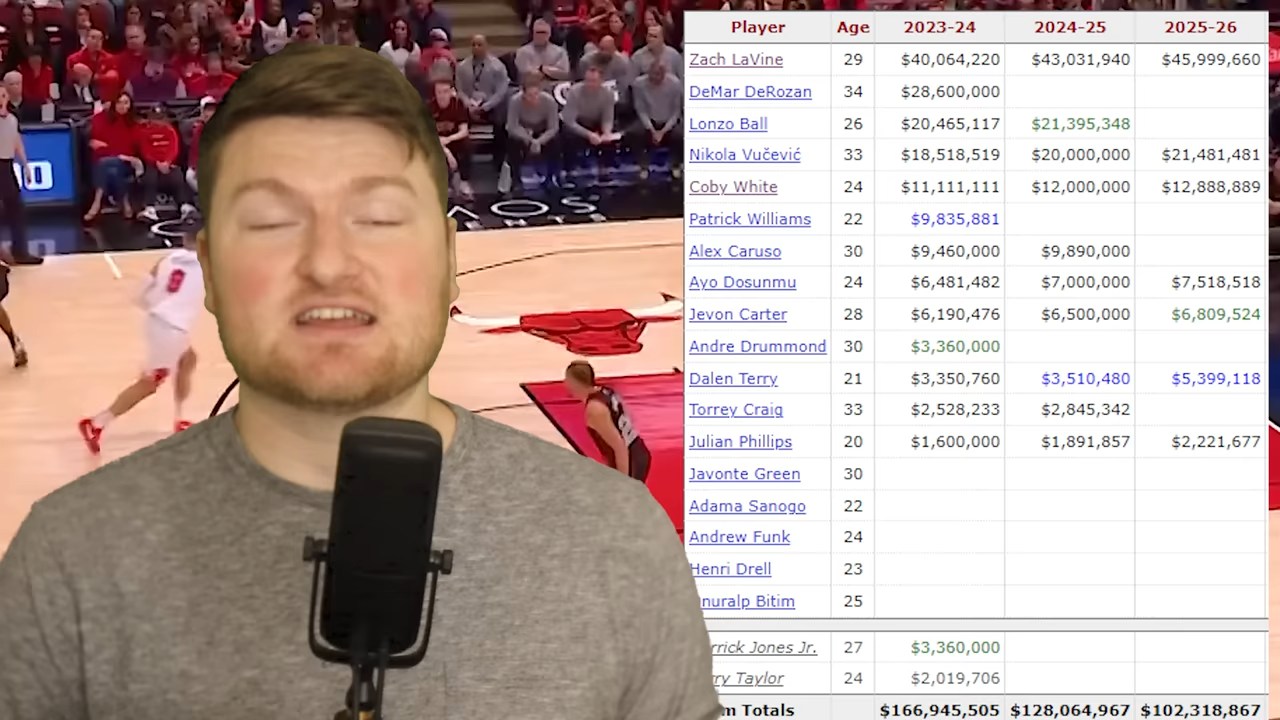 Player Age 2023-24 2024-25 2025-26
Zach LaVine 29 $40,064,220 $43,031,940 $45,999,660
DeMar DeRozan 34 $28,600,000
Lonzo Ball 26 $20,465,117 $21,395,348
Nikola Vučević 33 $18,518,519 $20,000,000 $21,481,481
Coby White 24 $11,111,111 $12,000,000 $12,888,889
Patrick Williams 22 $9,835,881
Alex Caruso 30 $9,460,000 $9,890,000
Ayo Dosunmu 24 $6,481,482 $7,000,000 $7,518,518
Jevon Carter 28 $6,190,476 $6,500,000 $6,809,524
Andre Drummond 30 $3,360,000
Dalen Terry 21 $3,350,760 $3,510,480 $5,399,118
Torrey Craig 33 $2,528,233 $2,845,342
Julian Phillips 20 $1,600,000 $1,891,857 $2,221,677
Javonte Green 30
Adama Sanogo 22
Andrew Funk 24
Henri Drell 23
nuralp Bitim 25
rrick Jones Jr. 27 $3,360,000
ry Taylor 24 $2,019,706
m Totals $166,945,505 $128,064,967 $102,318,867